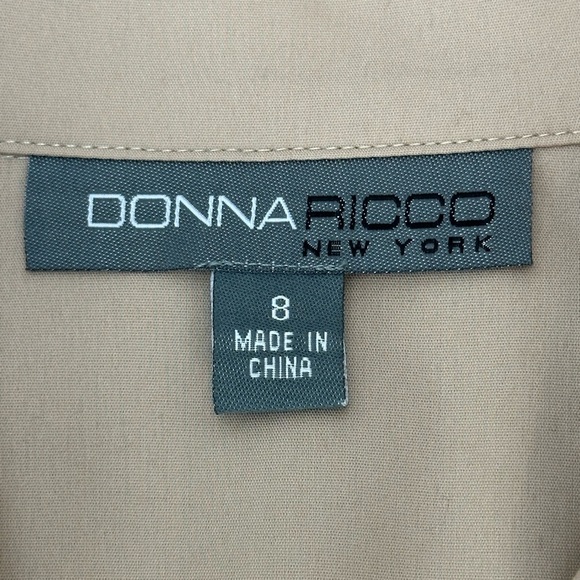 DONNA RICCO
NEW YORK
8
MADE IN
CHINA